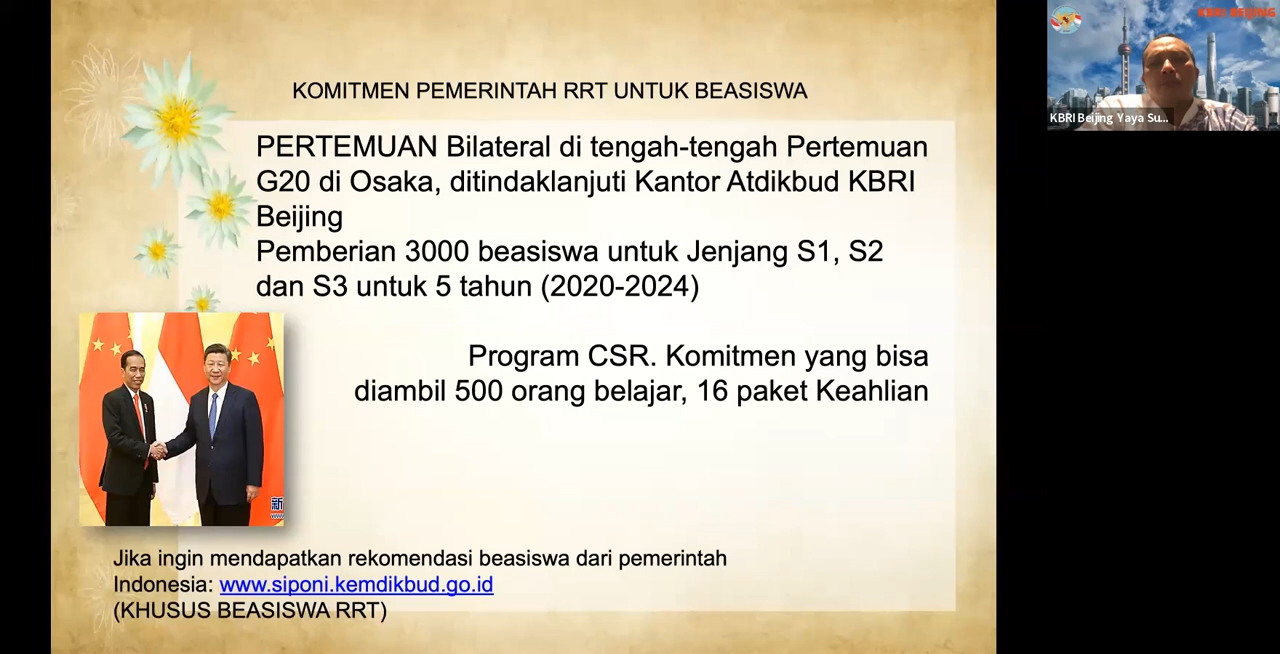 KOMITMEN PEMERINTAH RRT UNTUK BEASISWA
PERTEMUAN Bilateral di tengah-tengah Pertemuan
G20 di Osaka, ditindaklanjuti Kantor Atdikbud KBRI
Beijing
Pemberian 3000 beasiswa untuk Jenjang S1, S2
dan S3 untuk 5 tahun (2020-2024)
Program CSR. Komitmen yang bisa
diambil 500 orang belajar, 16 paket Keahlian
新
Jika ingin mendapatkan rekomendasi beasiswa dari pemerintah
Indonesia: www.siponi.kemdikbud.go.id
(KHUSUS BEASISWA RRT)
KBRI BEIJING
KBRI Beijing Yaya Su...